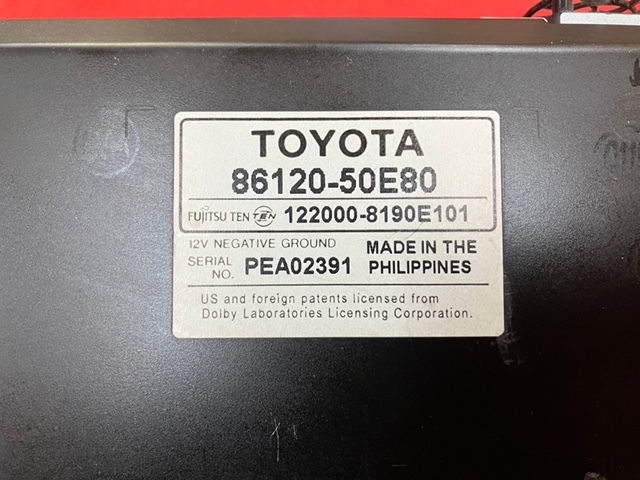 TOYOTA
86120-50E80
FUJITSU TEN TEN 122000-8190E101
12V NEGATIVE GROUND
SERIAL NO. PEA02391
MADE IN THE
PHILIPPINES
US and foreign patents licensed from
Dolby Laboratories Licensing Corporation.